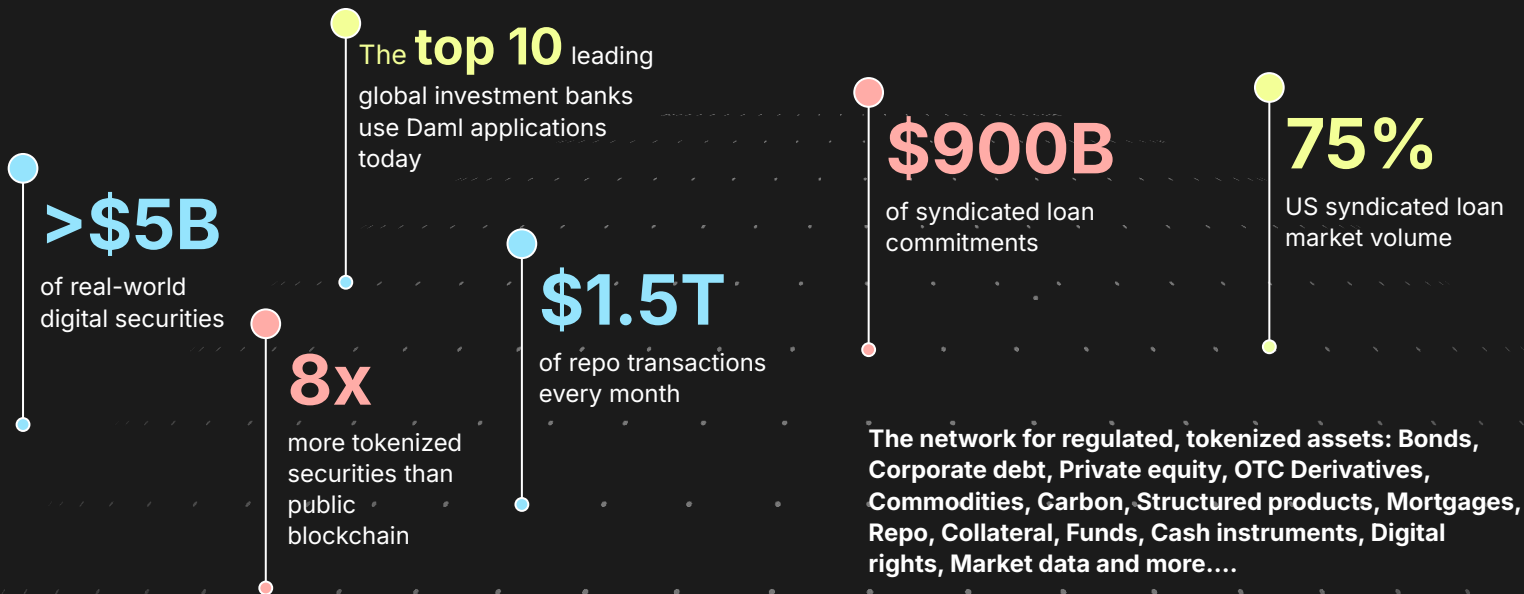 The top 10 leading
global investment banks
use Daml applications
today
>$5B
of real-world
digital securities
8x
more tokenized
securities than
public
blockchain
$1.5T
of repo transactions
every month
$900B
of syndicated loan
commitments
75%
US syndicated loan
market volume
The network for regulated, tokenized assets: Bonds,
Corporate debt, Private equity, OTC Derivatives,
Commodities, Carbon, Structured products, Mortgages,
Repo, Collateral, Funds, Cash instruments, Digital
rights, Market data and more....